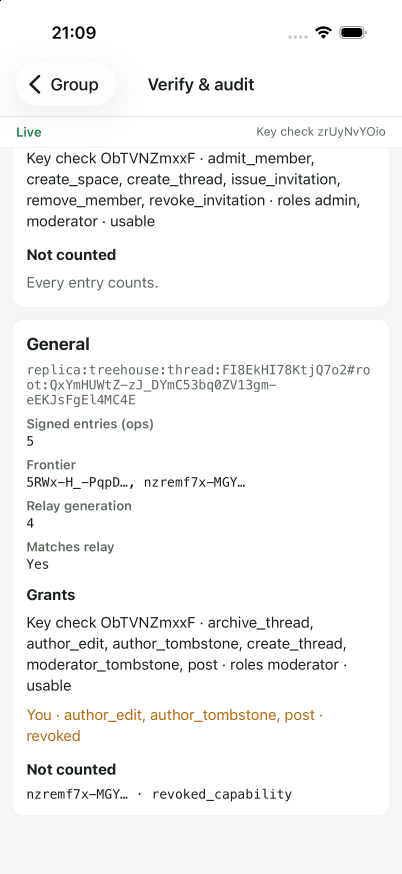 21:09
Group
Verify & audit
Live
Key check zrUyNvYOio
Key check ObTVNZmxxF · admit_member,
create_space, create_thread, issue_invitation,
remove_member, revoke_invitation · roles admin,
moderator · usable
Not counted
Every entry counts.
General
replica:treehouse:thread:FI8EkHI78KtjQ7o2#ro
ot:QxYmHUWtZ-zJ_DYmC53bq0ZV13gm-
eEKJsFgEl4MC4E
Signed entries (ops)
5
Frontier
5RWx-H_-PqpD…, nzremf7x-MGY…
Relay generation
4
Matches relay
Yes
Grants
Key check ObTVNZmxxF · archive_thread,
author_edit, author_tombstone, create_thread,
moderator_tombstone, post · roles moderator ·
usable
You · author_edit, author_tombstone, post ·
revoked
Not counted
nzremf7x-MGY… · revoked_capability